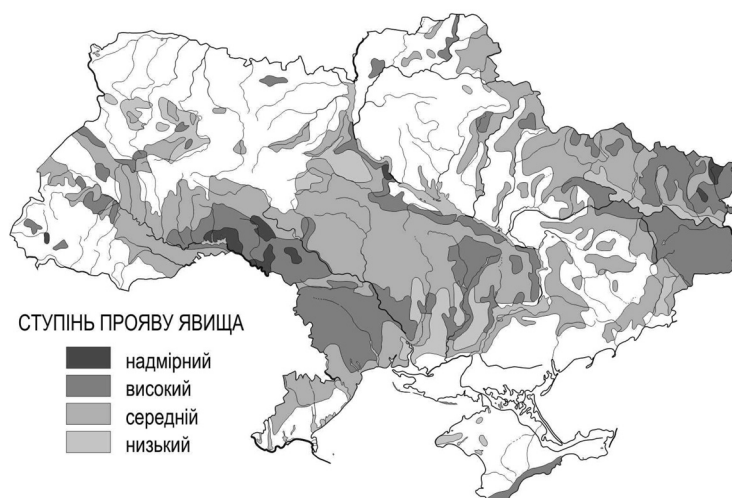 СТУПІНЬ ПРОЯВУ ЯВИЩА
надмірний
високий
середній
низький